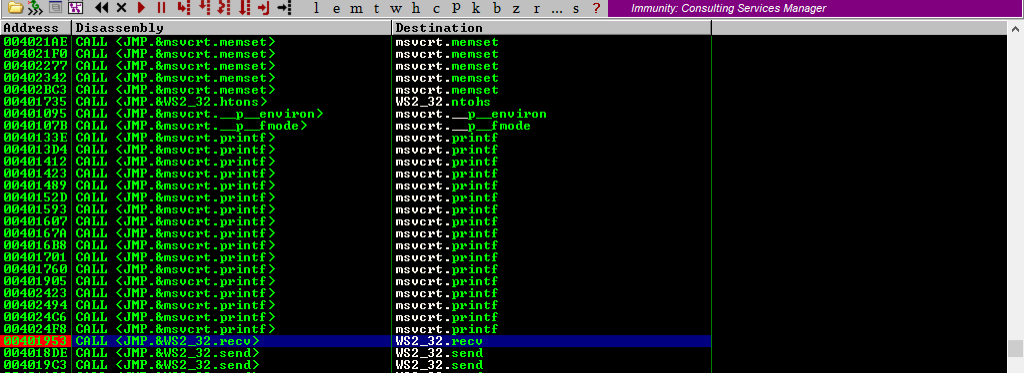 l e m t w h c p k b z r ... s ? Immunity: Consulting Services Manager
Address Disassembly Destination
004021AE CALL <JMP.&msvcrt.memset> msvcrt.memset
004021F0 CALL <JMP.&msvcrt.memset> msvcrt.memset
00402277 CALL <JMP.&msvcrt.memset> msvcrt.memset
00402342 CALL <JMP.&msvcrt.memset> msvcrt.memset
00402BC3 CALL <JMP.&msvcrt.memset> msvcrt.memset
00401735 CALL <JMP.&WS2_32.htons> WS2_32.ntohs
00401095 CALL <JMP.&msvcrt.__p__environ> msvcrt.__p__environ
0040107B CALL <JMP.&msvcrt.__p__fmode> msvcrt.__p__fmode
0040133E CALL <JMP.&msvcrt.printf> msvcrt.printf
004013D4 CALL <JMP.&msvcrt.printf> msvcrt.printf
00401412 CALL <JMP.&msvcrt.printf> msvcrt.printf
00401423 CALL <JMP.&msvcrt.printf> msvcrt.printf
00401489 CALL <JMP.&msvcrt.printf> msvcrt.printf
0040152D CALL <JMP.&msvcrt.printf> msvcrt.printf
00401593 CALL <JMP.&msvcrt.printf> msvcrt.printf
00401607 CALL <JMP.&msvcrt.printf> msvcrt.printf
0040167A CALL <JMP.&msvcrt.printf> msvcrt.printf
004016B8 CALL <JMP.&msvcrt.printf> msvcrt.printf
00401701 CALL <JMP.&msvcrt.printf> msvcrt.printf
00401760 CALL <JMP.&msvcrt.printf> msvcrt.printf
00401905 CALL <JMP.&msvcrt.printf> msvcrt.printf
00402423 CALL <JMP.&msvcrt.printf> msvcrt.printf
00402494 CALL <JMP.&msvcrt.printf> msvcrt.printf
004024C6 CALL <JMP.&msvcrt.printf> msvcrt.printf
004024F8 CALL <JMP.&msvcrt.printf> msvcrt.printf
00401953 CALL <JMP.&WS2_32.recv> WS2_32.recv
004018DE CALL <JMP.&WS2_32.send> WS2_32.send
004019C3 CALL <JMP.&WS2_32.send> WS2_32.send